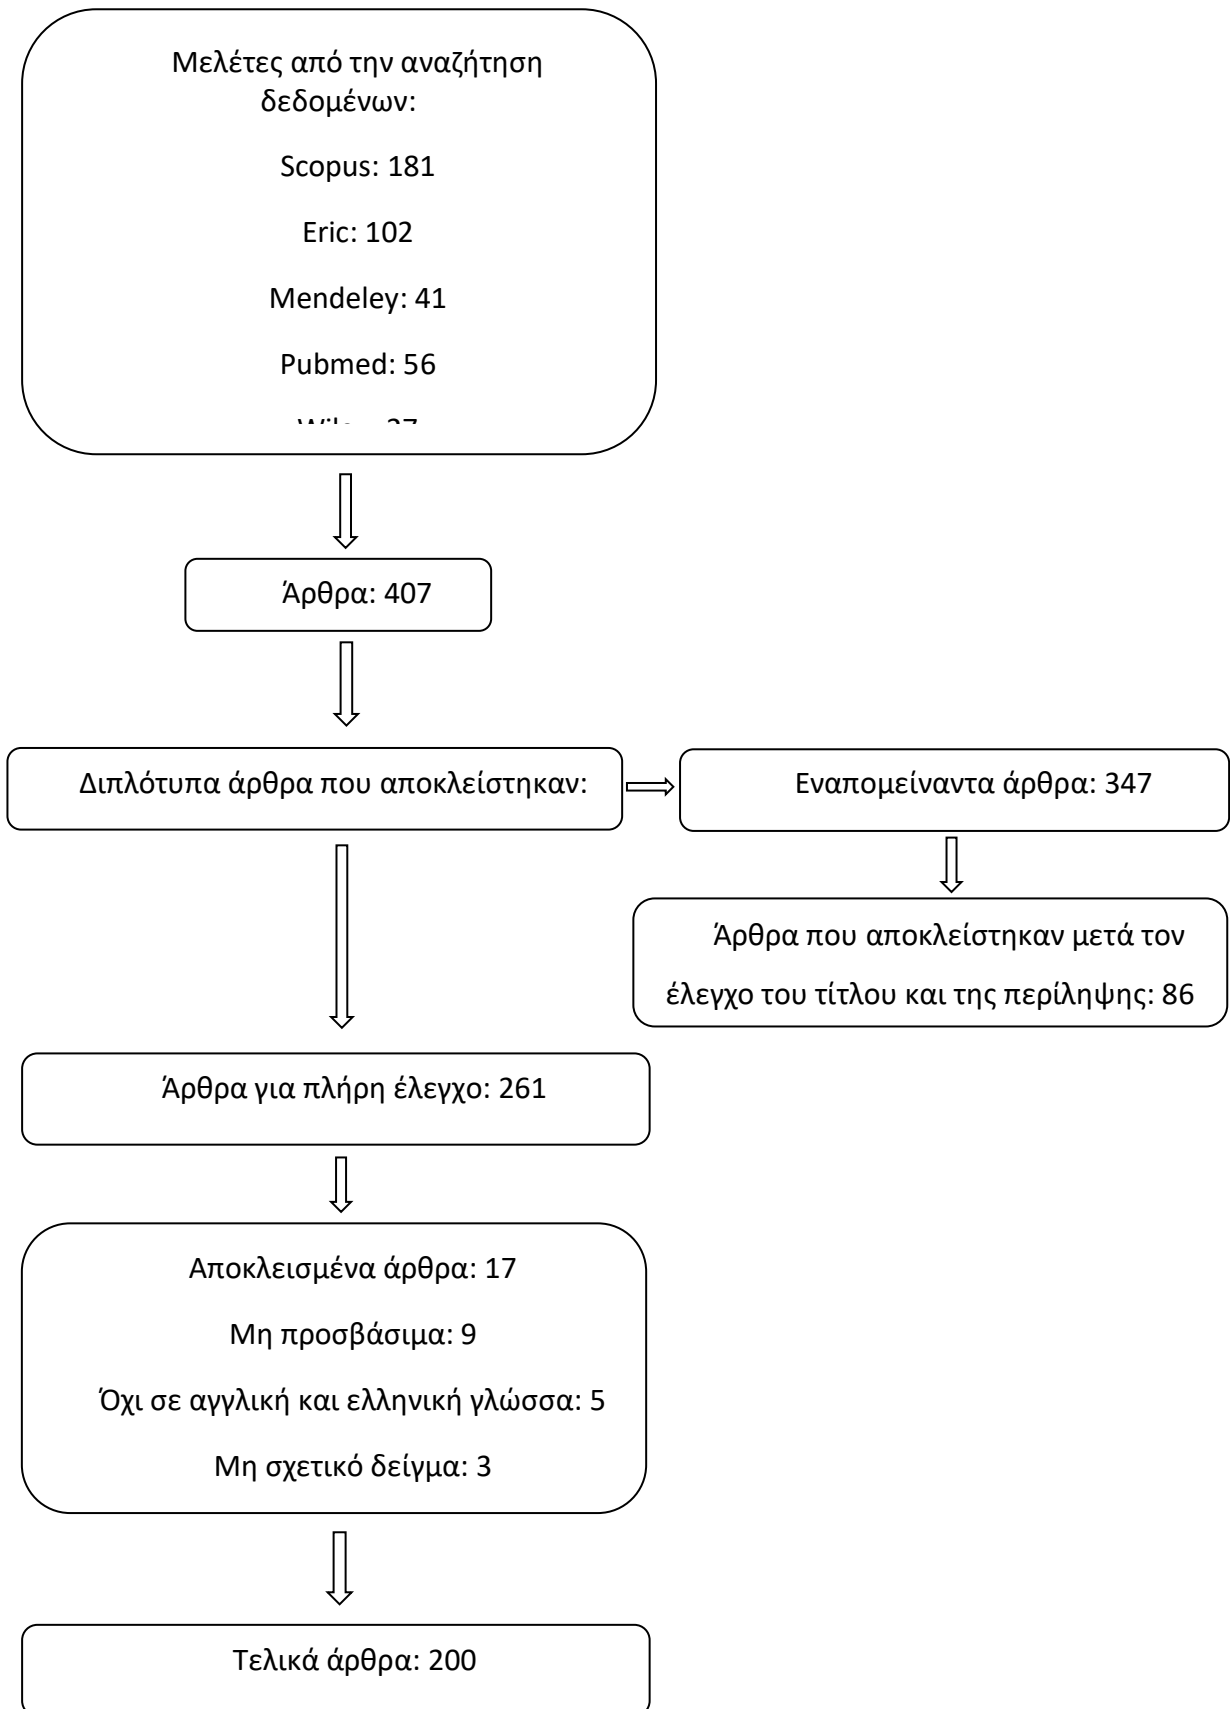 Μελέτες από την αναζήτηση
δεδομένων:
Scopus: 181
Eric: 102
Mendeley: 41
Pubmed: 56
Άρθρα: 407
Διπλότυπα άρθρα που αποκλείστηκαν:
Εναπομείναντα άρθρα: 347
Άρθρα που αποκλείστηκαν μετά τον
έλεγχο του τίτλου και της περίληψης: 86
Άρθρα για πλήρη έλεγχο: 261
Αποκλεισμένα άρθρα: 17
Μη προσβάσιμα: 9
Όχι σε αγγλική και ελληνική γλώσσα: 5
Μη σχετικό δείγμα: 3
Τελικά άρθρα: 200